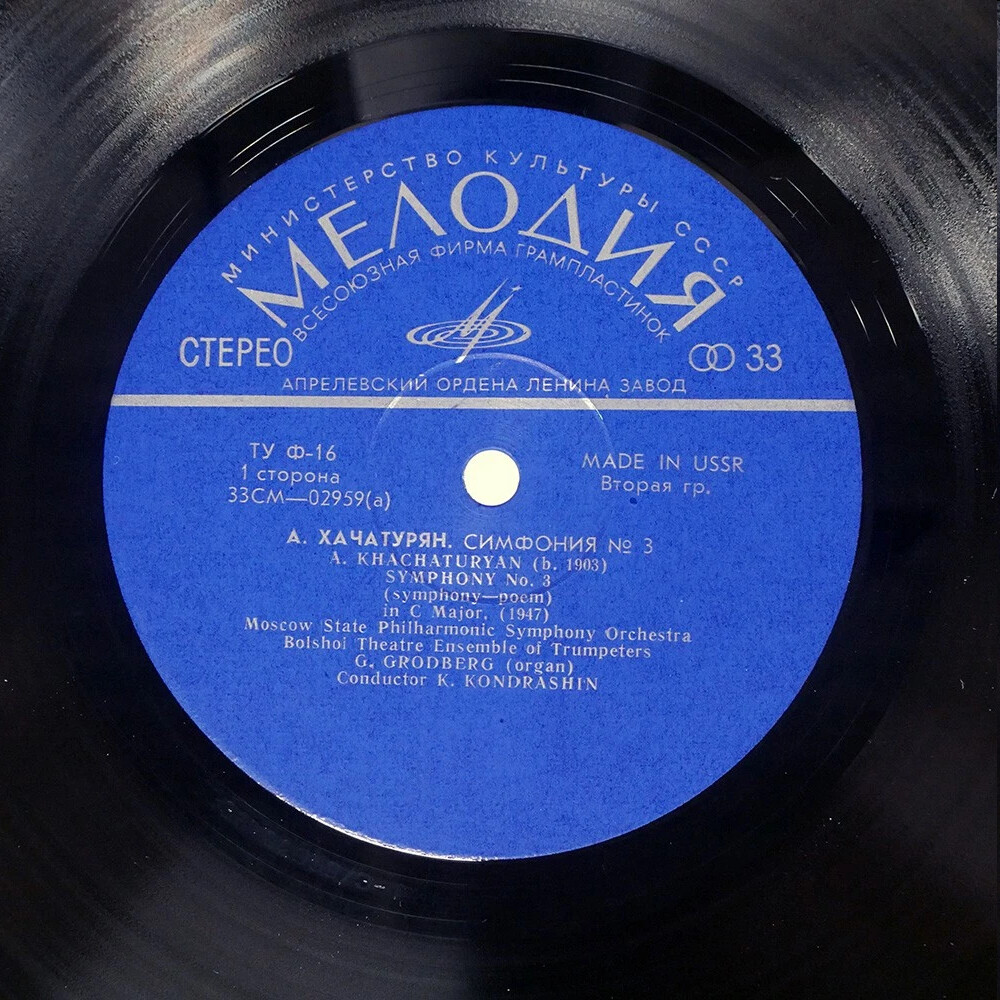 МИНИСТЕРСТВО КУЛЬТУРЫ СССР
МЕЛОДИЯ
ВСЕСОЮЗНАЯ ФИРМА ГРАМПЛАСТИНОК
СТЕРЕО
33
АПРЕЛЕВСКИЙ ОРДЕНА ЛЕНИНА ЗАВОД
ТУ Ф-16
1 сторона
33СМ—02959(а)
MADE IN USSR
Вторая гр.
А. ХАЧАТУРЯН. СИМФОНИЯ № 3
A. KHACHATURYAN (b. 1903)
SYMPHONY No. 3
(symphony—poem)
in C Major, (1947)
Moscow State Philharmonic Symphony Orchestra
Bolshoi Theatre Ensemble of Trumpeters
G. GRODBERG (organ)
Conductor K. KONDRASHIN